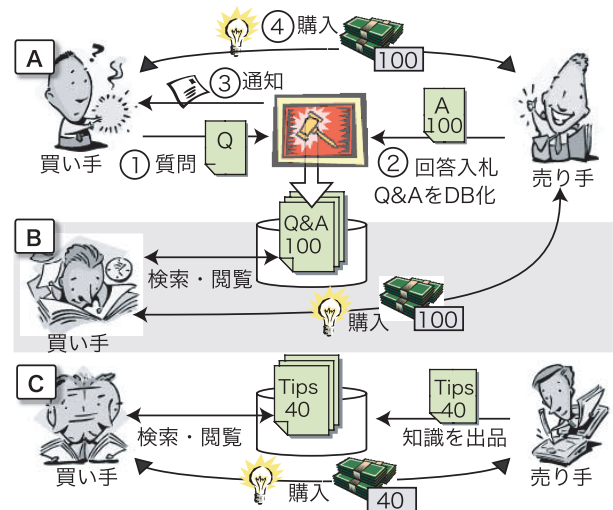 ④購入
100
A
③通知
買い手
①質問
Q
A
100
②回答入札
Q&AをDB化
売り手
B
Q&A
100
検索・閲覧
購入
100
買い手
C
Tips
40
Tips
40
検索・閲覧
知識を出品
買い手
購入
40
売り手